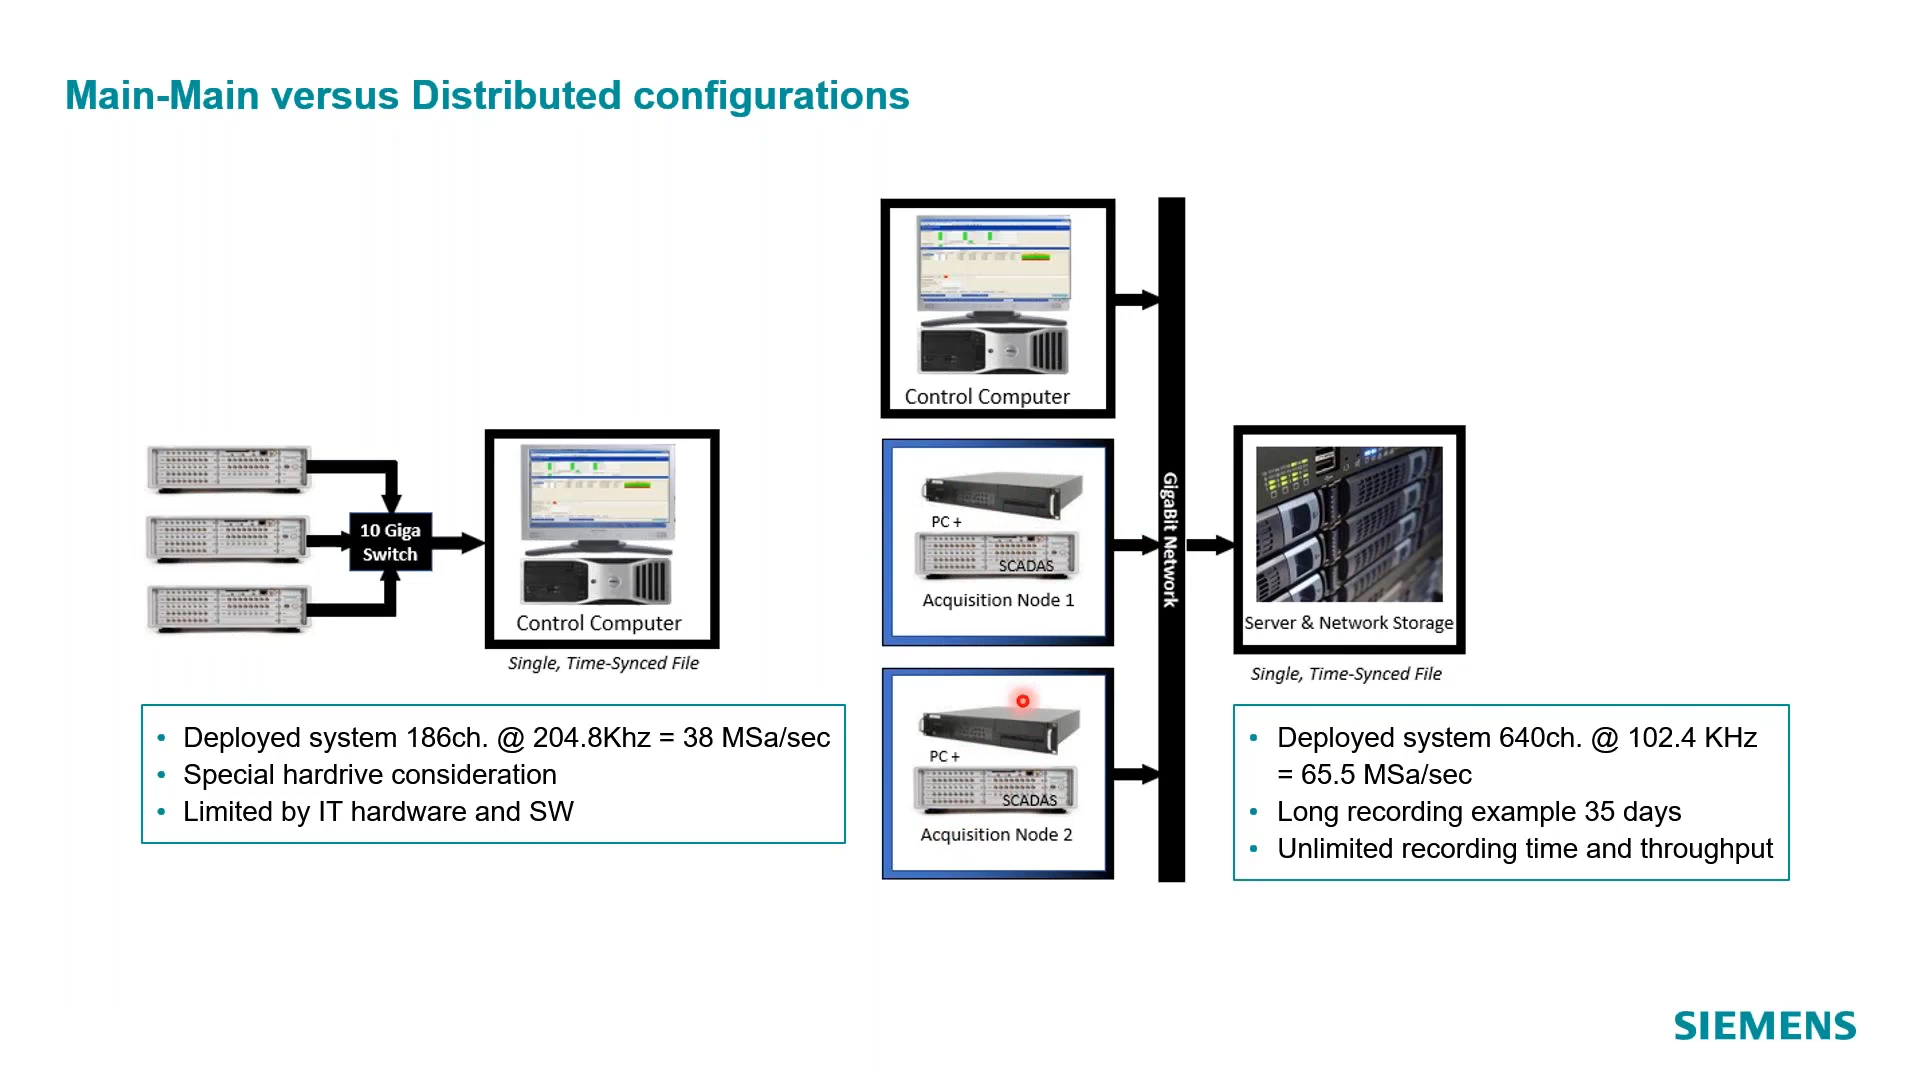 Main-Main versus Distributed configurations
10 Giga
Switch
Control Computer
Single, Time-Synced File
• Deployed system 186ch. @ 204.8Khz = 38 MSa/sec
• Special hardrive consideration
• Limited by IT hardware and SW
Control Computer
PC +
SCADAS
Acquisition Node 1
PC +
SCADAS
Acquisition Node 2
GigaBit Network
Server & Network Storage
Single, Time-Synced File
• Deployed system 640ch. @ 102.4 KHz
= 65.5 MSa/sec
• Long recording example 35 days
• Unlimited recording time and throughput
SIEMENS